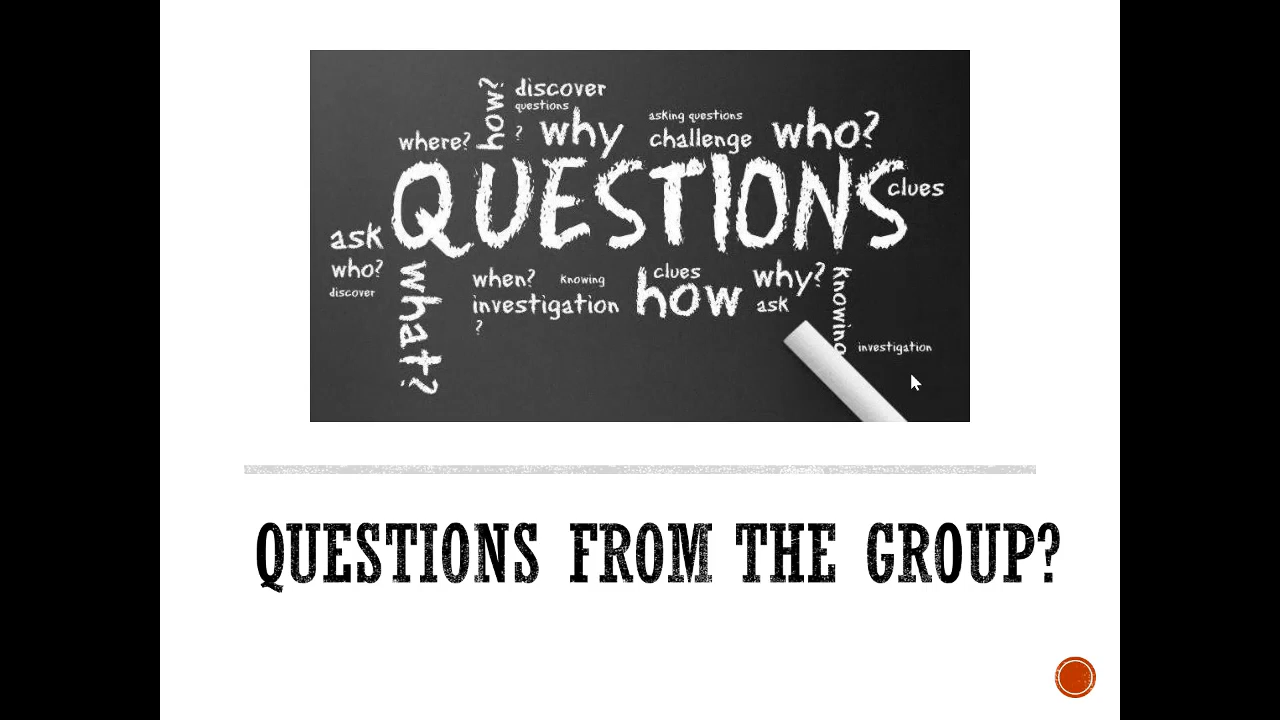 how?
discover
questions
where?
?
why
asking questions
challenge
who?
QUESTIONS
clues
ask
who?
discover
what?
when?
knowing
investigation
?
clues
how
why?
ask
knowing
investigation
QUESTIONS FROM THE GROUP?